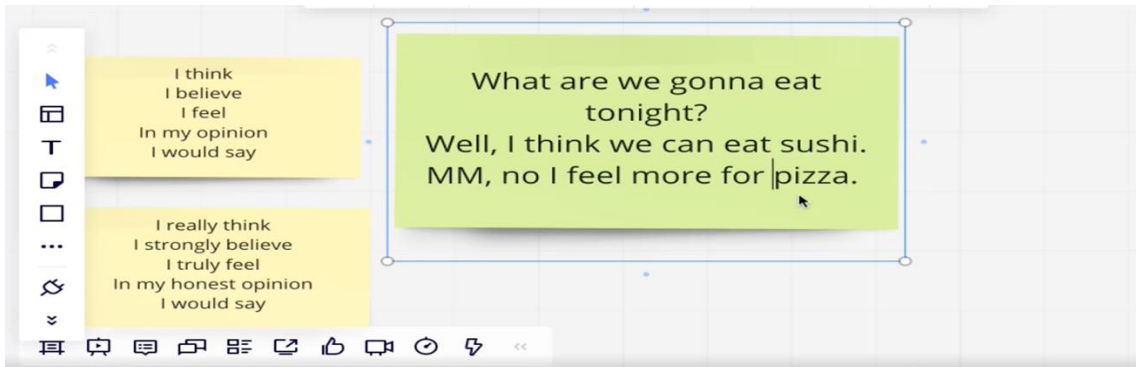 I think
I believe
I feel
In my opinion
I would say
I really think
I strongly believe
I truly feel
In my honest opinion
I would say
What are we gonna eat
tonight?
Well, I think we can eat sushi.
MM, no I feel more for pizza.